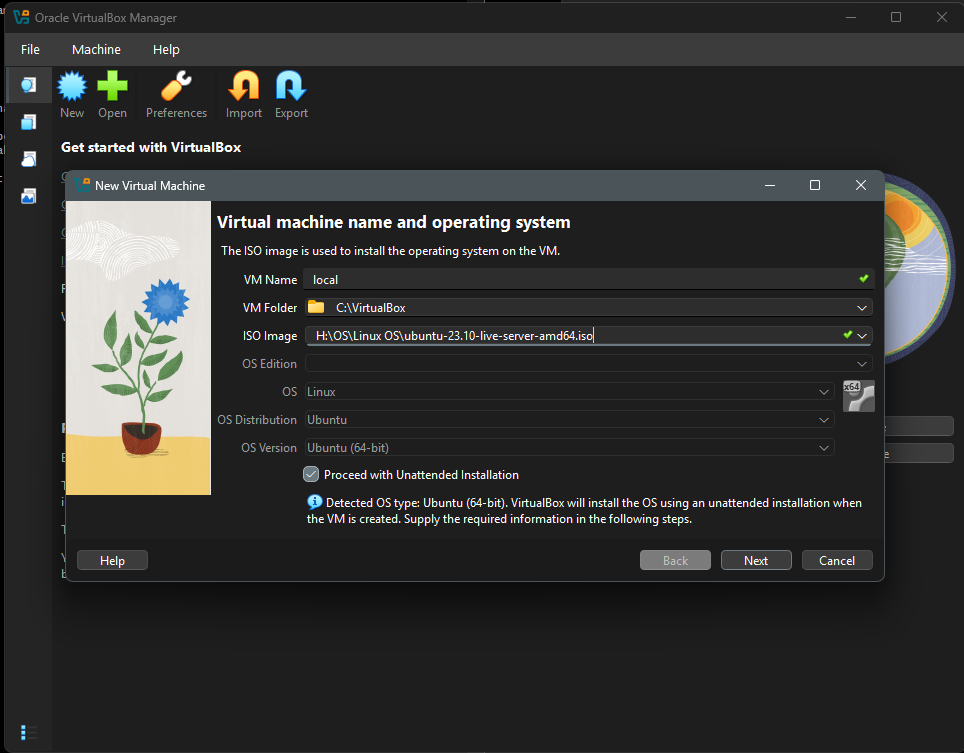 Oracle VirtualBox Manager
File Machine Help
New Open Preferences Import Export
Get started with VirtualBox
New Virtual Machine
Virtual machine name and operating system
The ISO image is used to install the operating system on the VM.
VM Name local
VM Folder C:\VirtualBox
ISO Image H:\OS\Linux OS\ubuntu-23.10-live-server-amd64.iso
OS Edition
OS Linux
x64
OS Distribution Ubuntu
OS Version Ubuntu (64-bit)
Proceed with Unattended Installation
Detected OS type: Ubuntu (64-bit). VirtualBox will install the OS using an unattended installation when
the VM is created. Supply the required information in the following steps.
Help Back Next Cancel